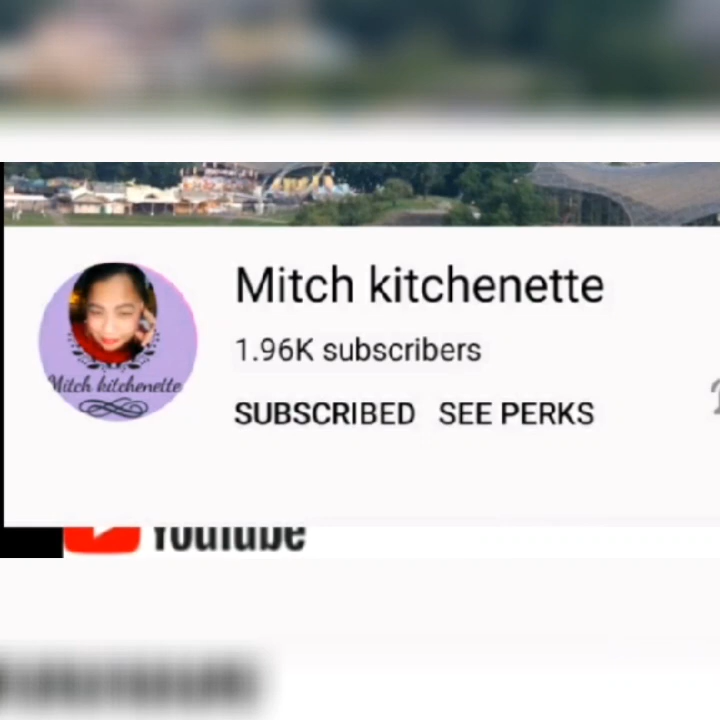 Mitch kitchenette
1.96K subscribers
Mitch kitchenette
SUBSCRIBED SEE PERKS
YouTube